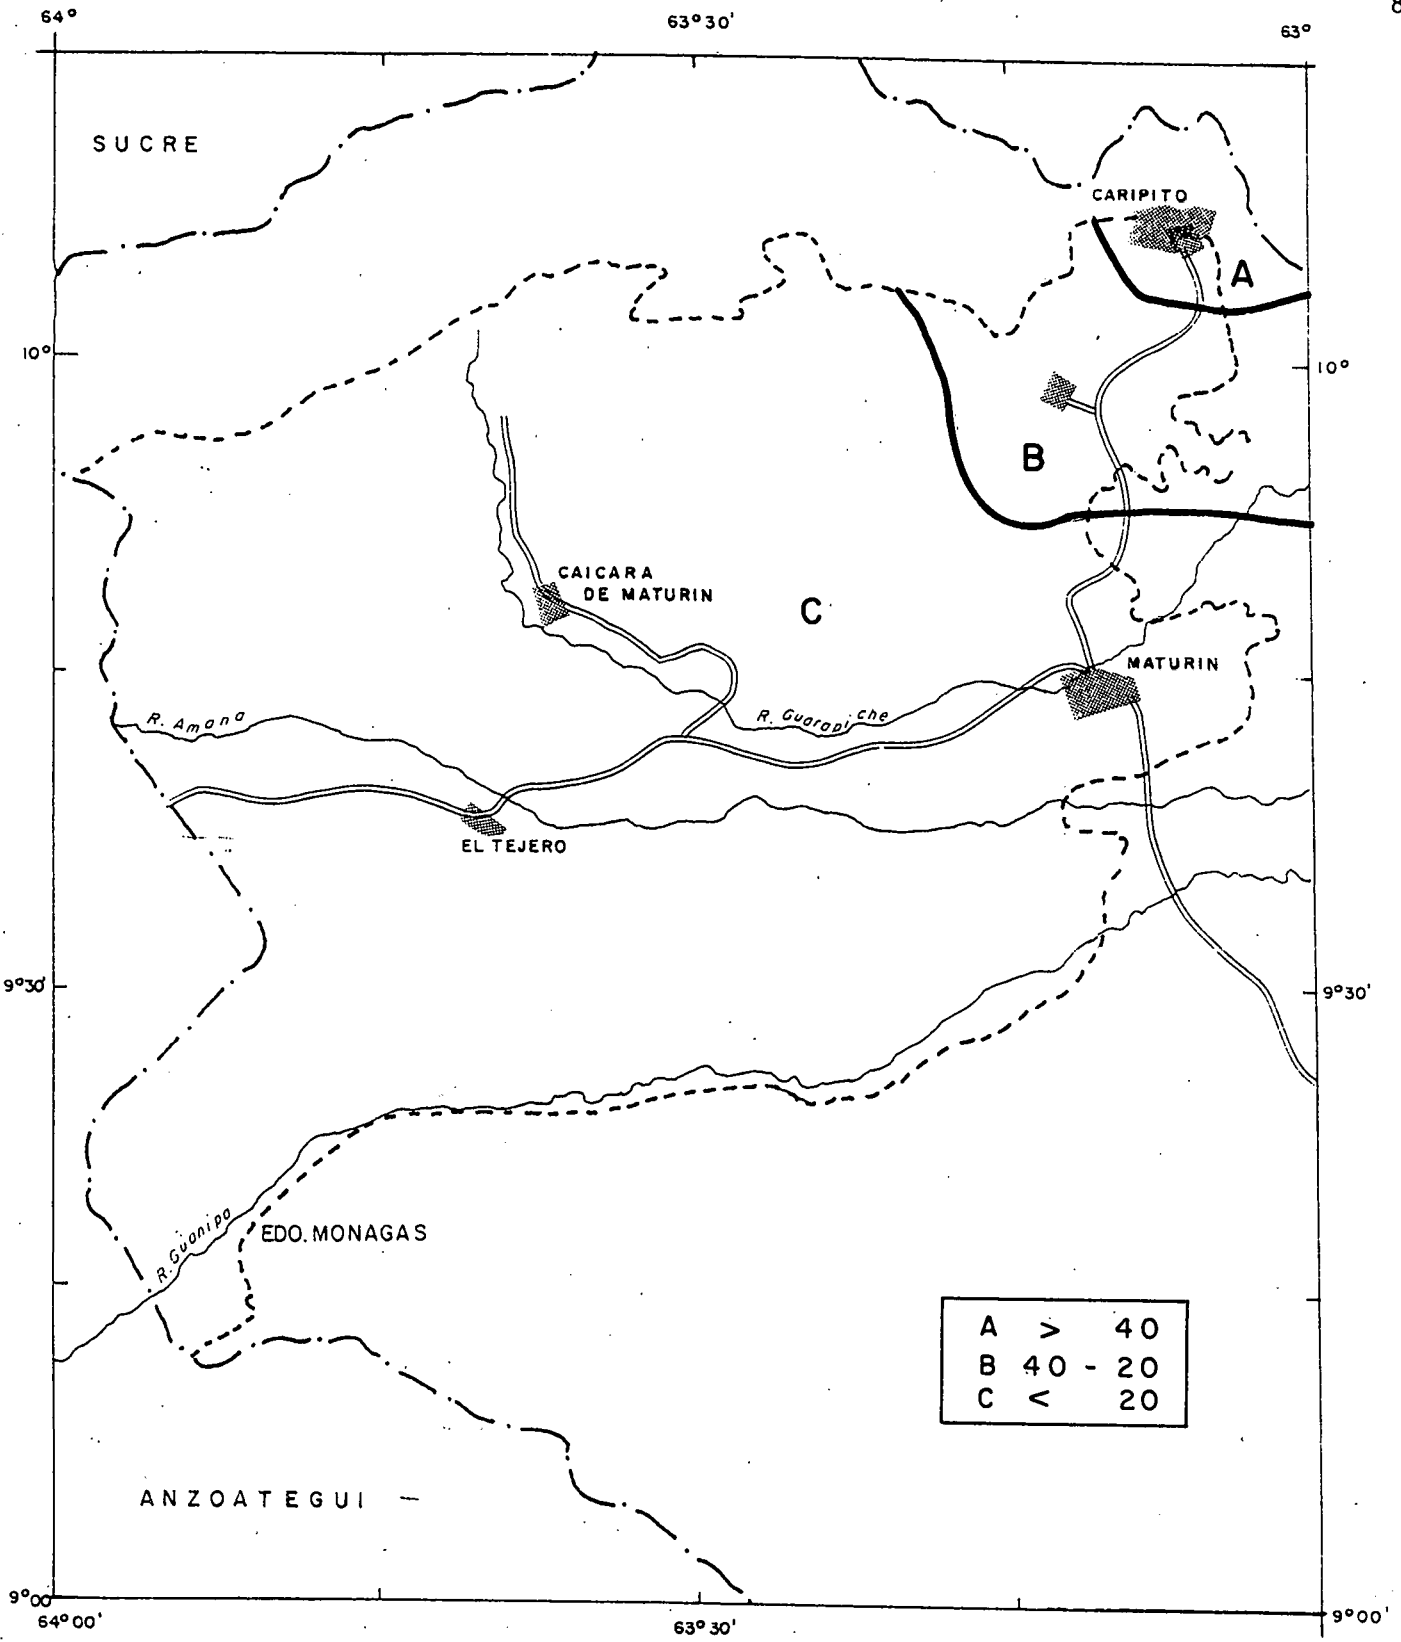 8
64°
63°30'
63°
SUCRE
CARIPITO
A
10°
10°
B
CAICARA
DE MATURIN
C
MATURIN
R. Amana
R. Guarapiche
EL TEJERO
9°30'
9°30'
R. Guanipa
EDO. MONAGAS
A > 40
B 40 - 20
C < 20
ANZOATEGUI
9°00'
64°00'
63°30'
9°00'